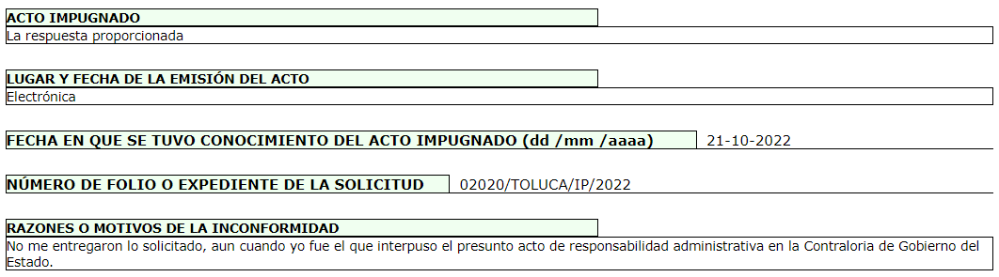 ACTO IMPUGNADO
La respuesta proporcionada
LUGAR Y FECHA DE LA EMISIÓN DEL ACTO
Electrónica
FECHA EN QUE SE TUVO CONOCIMIENTO DEL ACTO IMPUGNADO (dd /mm /aaaa) 21-10-2022
NÚMERO DE FOLIO O EXPEDIENTE DE LA SOLICITUD 02020/TOLUCA/IP/2022
RAZONES O MOTIVOS DE LA INCONFORMIDAD
No me entregaron lo solicitado, aun cuando yo fue el que interpuso el presunto acto de responsabilidad administrativa en la Contraloria de Gobierno del
Estado.